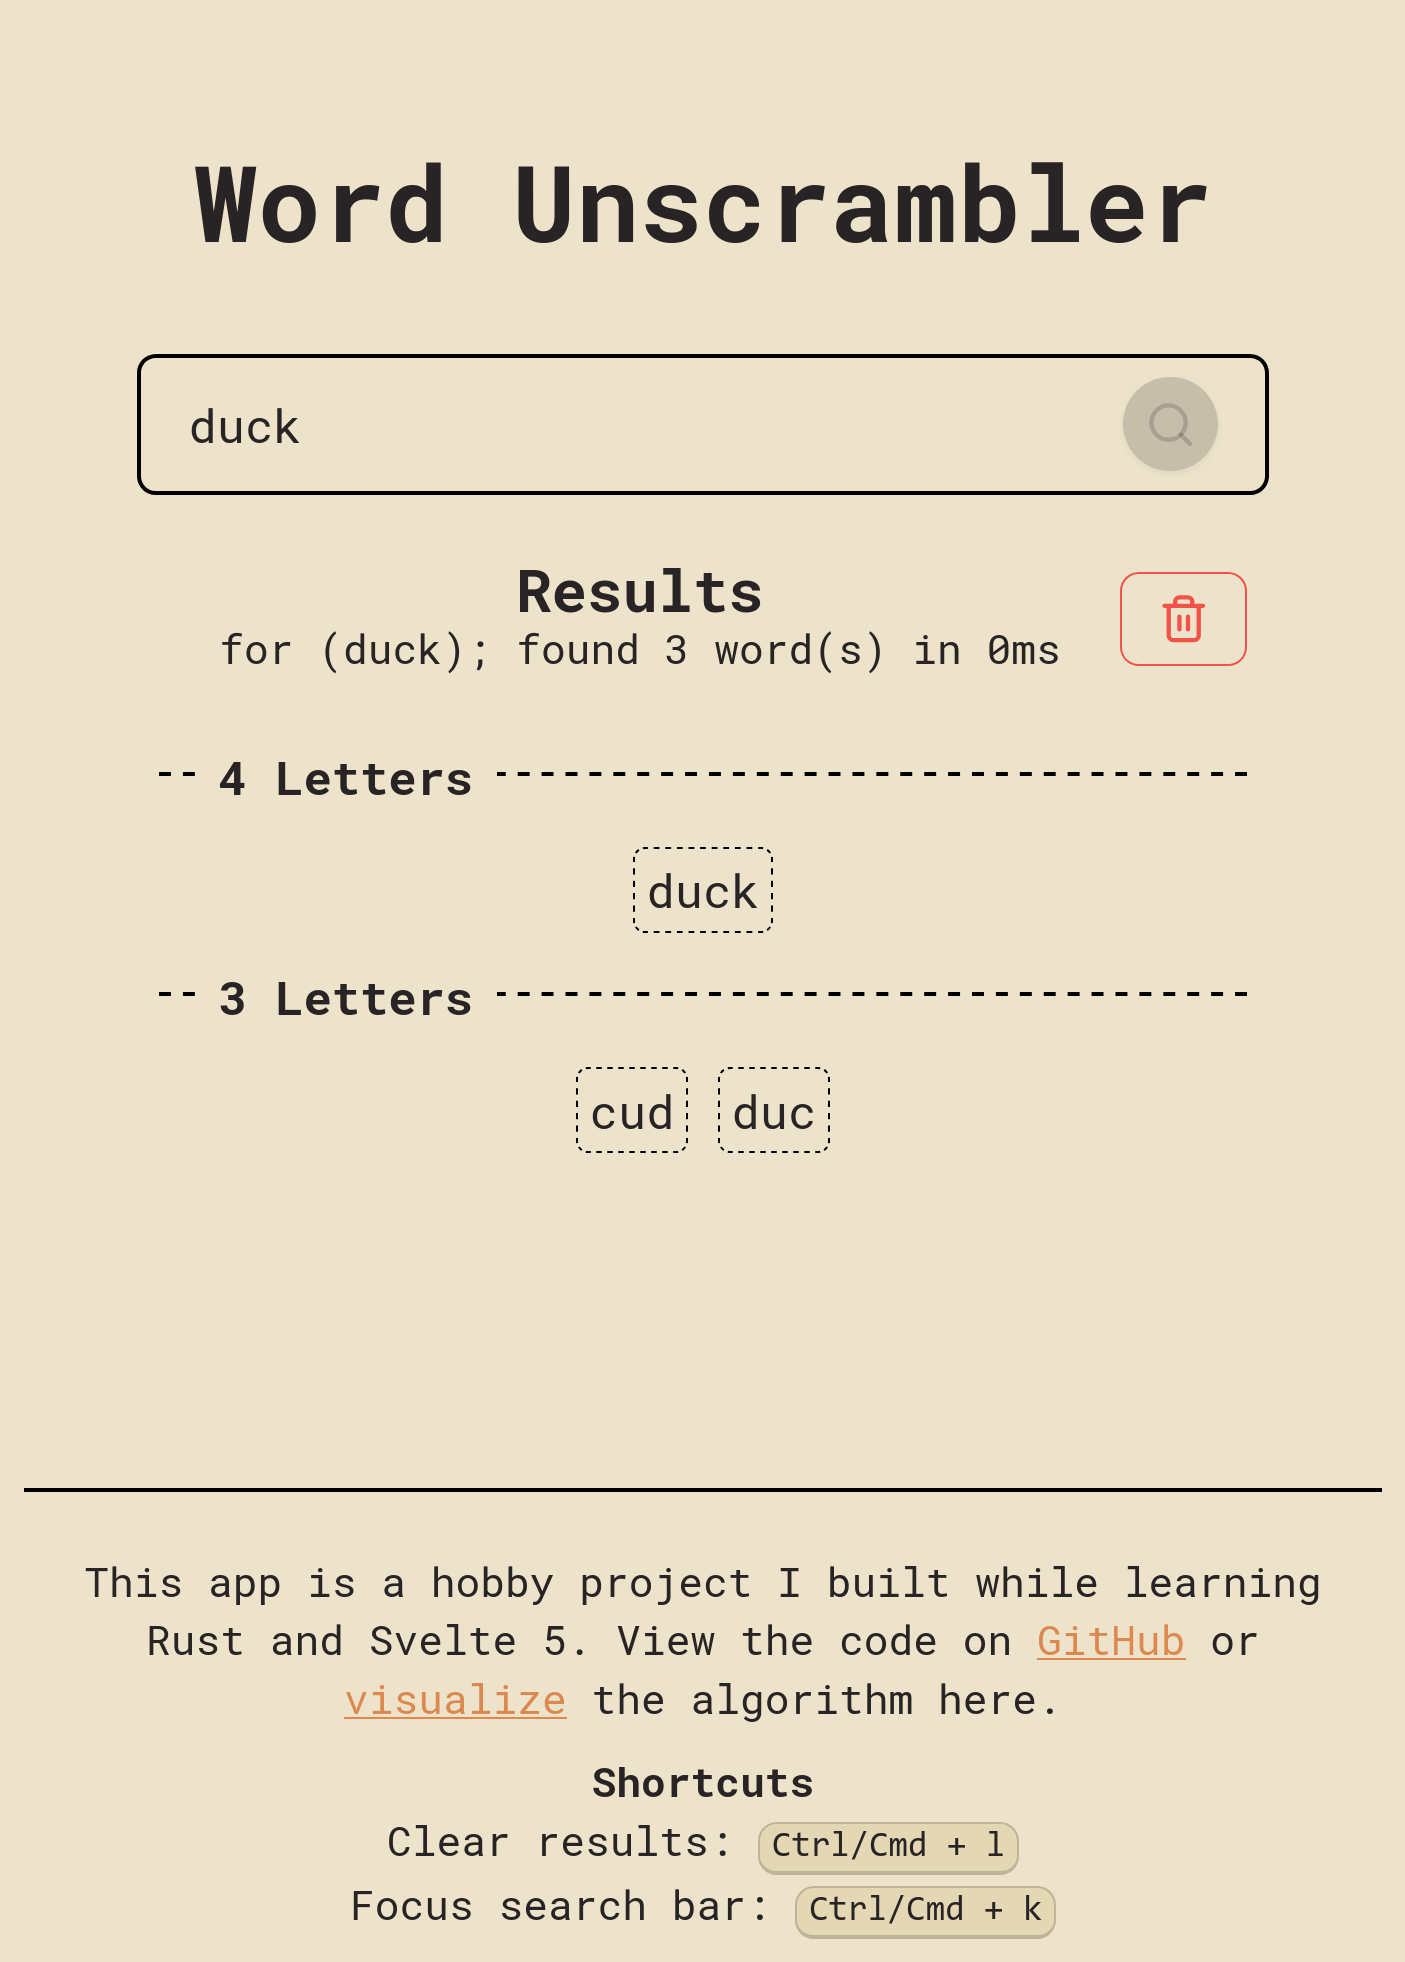 Word Unscrambler
duck
Results
for (duck); found 3 word(s) in 0ms
4 Letters
duck
3 Letters
cud duc
This app is a hobby project I built while learning
Rust and Svelte 5. View the code on GitHub or
visualize the algorithm here.
Shortcuts
Clear results: Ctrl/Cmd + l
Focus search bar: Ctrl/Cmd + k